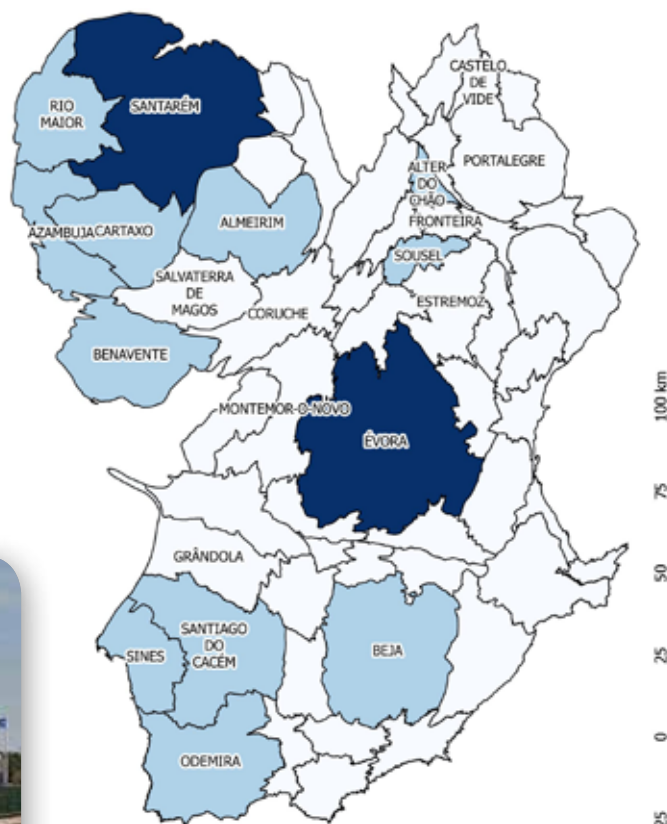 CASTELO
DE
VIDE
RIO
MAIOR
SANTARÉM
PORTALEGRE
ALTER
DO
CHÃO
FRONTEIRA
AZAMBUJA
CARTAXO
ALMEIRIM
SOUSEL
SALVATERRA
DE
MAGOS
CORUCHE
ESTREMOZ
BENAVENTE
MONTEMOR-O-NOVO
ÉVORA
GRÂNDOLA
SANTIAGO
DO
CACÉM
SINES
BEJA
ODEMIRA
100 km
75
50
25
0
25